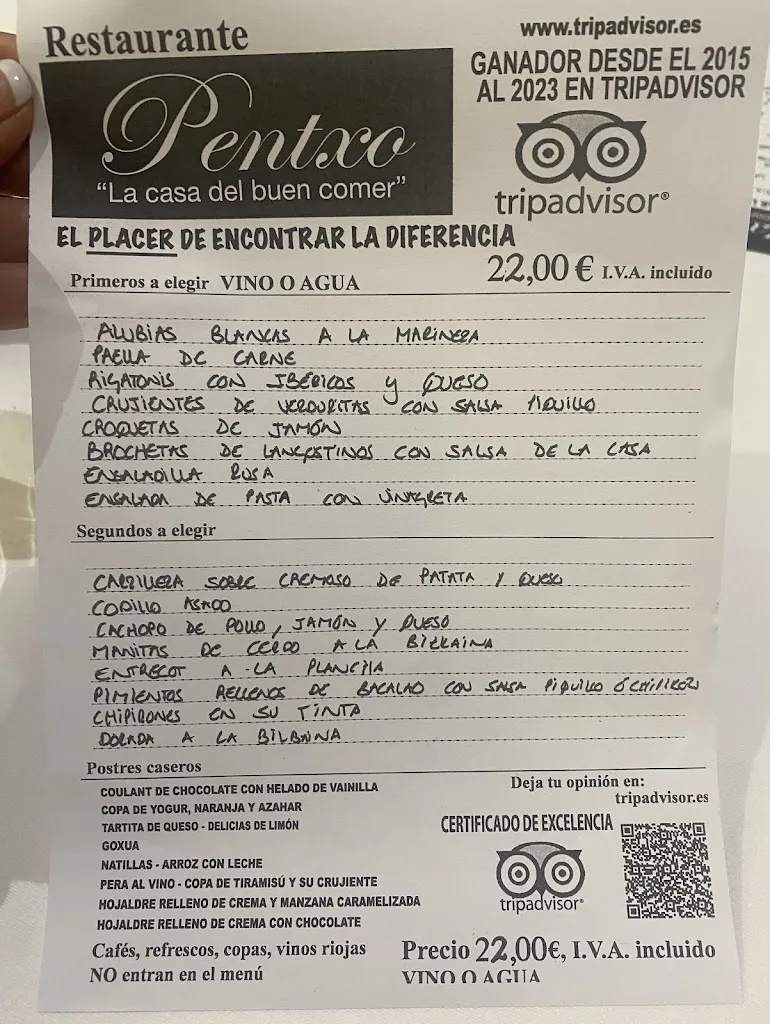 Restaurante
www.tripadvisor.es
Pentxo
"La casa del buen comer"
GANADOR DESDE EL 2015
AL 2023 EN TRIPADVISOR
tripadvisor®
EL PLACER DE ENCONTRAR LA DIFERENCIA
22,00 € I.V.A. incluido
Primeros a elegir VINO O AGUA
ALUBIAS BLANCAS A LA MARINERA
PAELLA DE CARNE
RIGATONIS CON IBÉRICOS Y QUESO
CRUJIENTES DE VERDURITAS CON SALSA PIQUILLO
CROQUETAS DE JAMÓN
BROCHETAS DE LANGOSTINOS CON SALSA DE LA CASA
ENSALADILLA RUSA
ENSALADA DE PASTA CON VINAGRETA
Segundos a elegir
CARRILLERA SOBRE CREMOSO DE PATATA Y QUESO
CODILLO ASADO
CACHOPO DE POLLO, JAMÓN Y QUESO
MANITAS DE CERDO A LA BILBAINA
ENTRECOT A LA PLANCHA
PIMIENTOS RELLENOS DE BACALAO CON SALSA PIQUILLO Ó
CHIPIRONES EN SU TINTA
DORADA A LA BILBAINA
Postres caseros
COULANT DE CHOCOLATE CON HELADO DE VAINILLA
COPA DE YOGUR, NARANJA Y AZAHAR
TARTITA DE QUESO - DELICIAS DE LIMÓN
GOXUA
NATILLAS - ARROZ CON LECHE
PERA AL VINO - COPA DE TIRAMISÚ Y SU CRUJIENTE
HOJALDRE RELLENO DE CREMA Y MANZANA CARAMELIZADA
HOJALDRE RELLENO DE CREMA CON CHOCOLATE
Deja tu opinión en:
tripadvisor.es
CERTIFICADO DE EXCELENCIA
tripadvisor®
Cafés, refrescos, copas, vinos riojas
NO entran en el menú
Precio 22,00€, I.V.A. incluido
VINO O AGUA